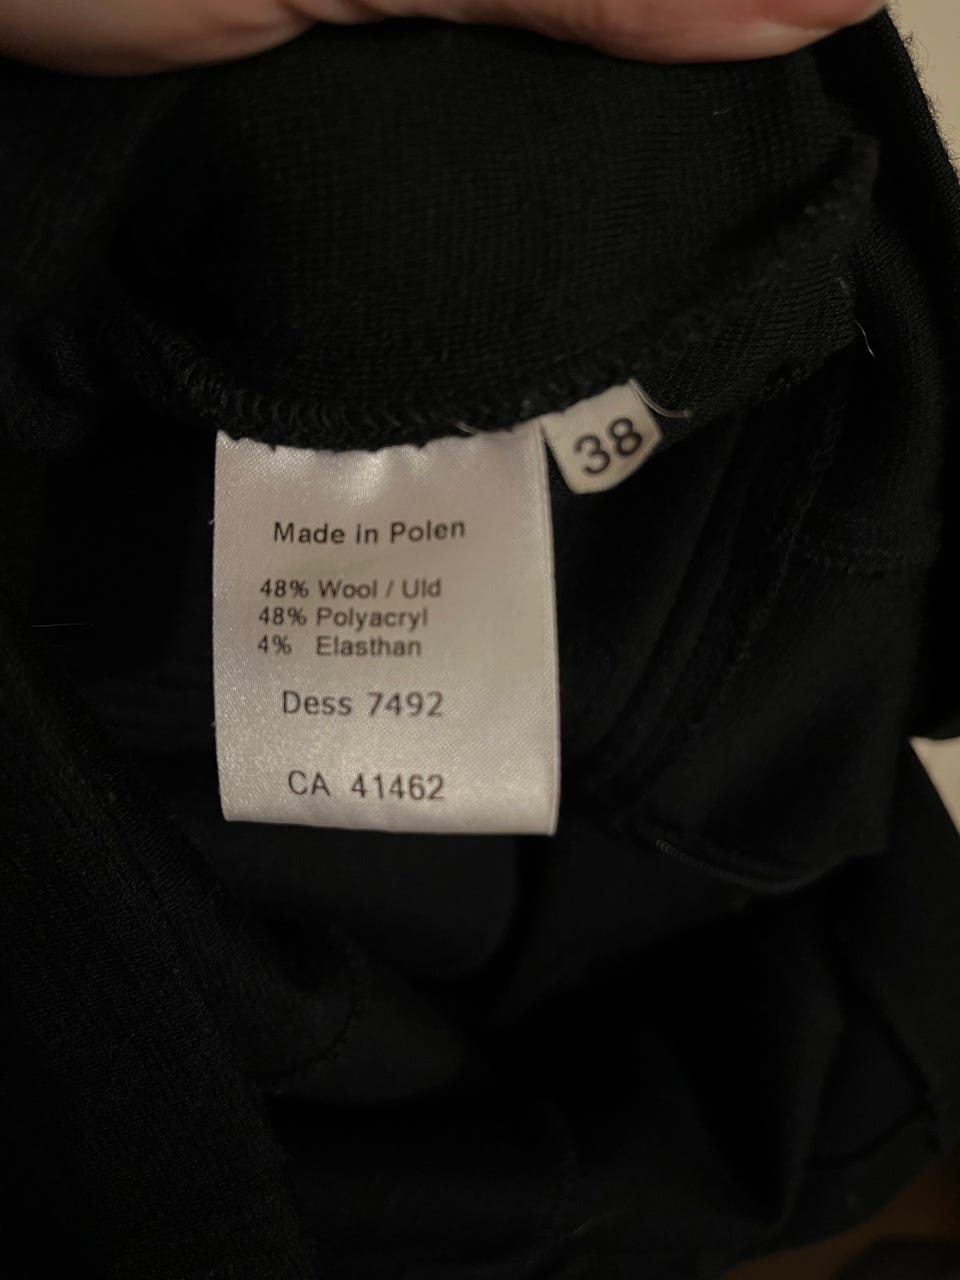 38
Made in Polen
48% Wool / Uld
48% Polyacryl
4% Elasthan
Dess 7492
CA 41462